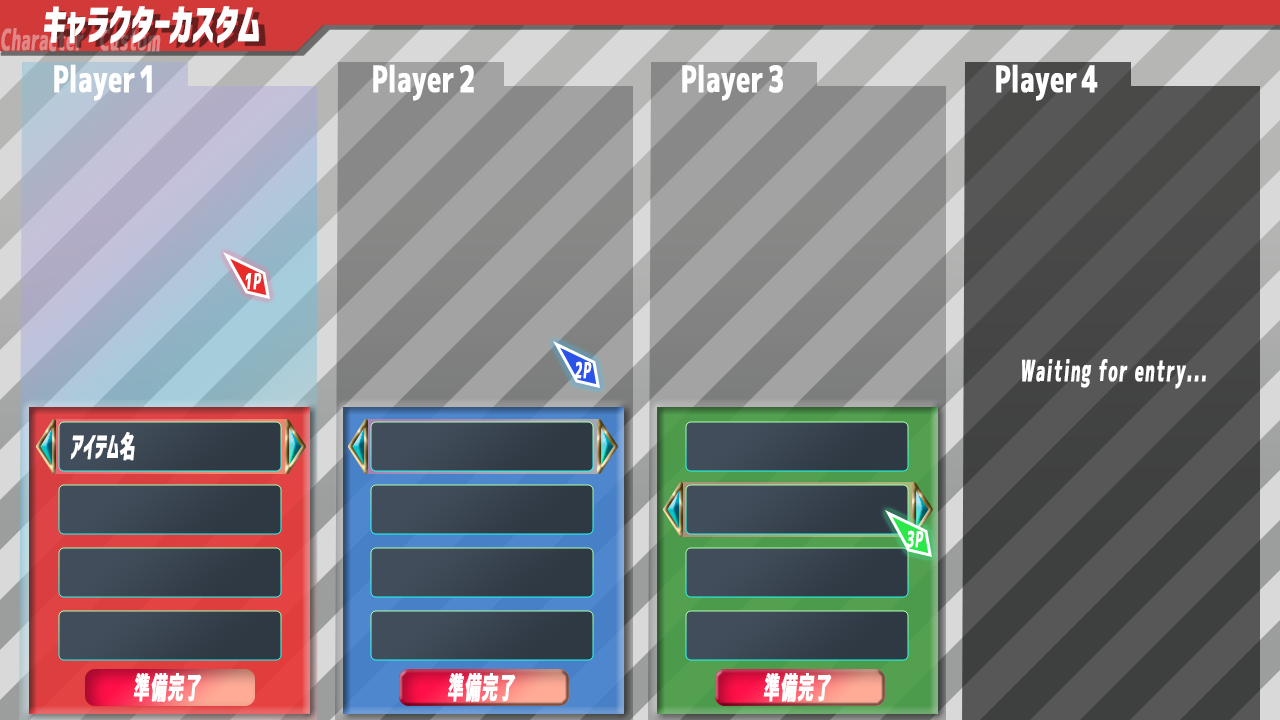 キャラクターカスタム
Character Custom
Player 1
Player 2
Player 3
Player 4
1P
2P
Waiting for entry...
アイテム名
3P
準備完了
準備完了
準備完了